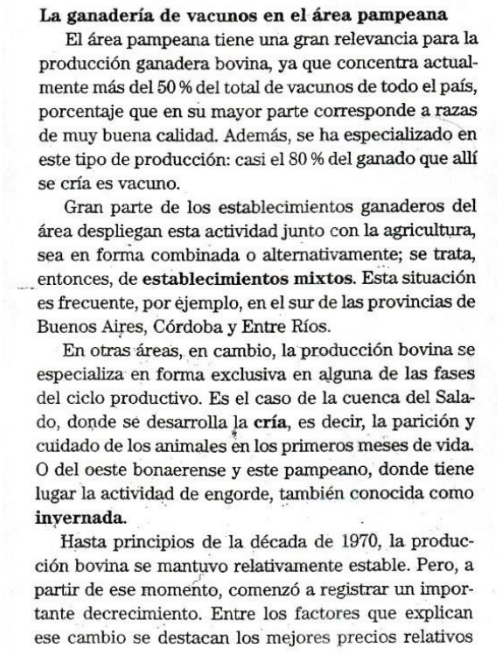 La ganadería de vacunos en el área pampeana
El área pampeana tiene una gran relevancia para la
producción ganadera bovina, ya que concentra actual-
mente más del 50 % del total de vacunos de todo el país,
porcentaje que en su mayor parte corresponde a razas
de muy buena calidad. Además, se ha especializado en
este tipo de producción: casi el 80 % del ganado que allí
se cría es vacuno.
Gran parte de los establecimientos ganaderos del
área despliegan esta actividad junto con la agricultura,
sea en forma combinada o alternativamente; se trata,
entonces, de establecimientos mixtos. Esta situación
es frecuente, por ejemplo, en el sur de las provincias de
Buenos Aires, Córdoba y Entre Ríos.
En otras áreas, en cambio, la producción bovina se
especializa en forma exclusiva en alguna de las fases
del ciclo productivo. Es el caso de la cuenca del Sala-
do, donde se desarrolla la cría, es decir, la parición y
cuidado de los animales en los primeros meses de vida.
O del oeste bonaerense y este pampeano, donde tiene
lugar la actividad de engorde, también conocida como
invernada.
Hasta principios de la década de 1970, la produc-
ción bovina se mantuvo relativamente estable. Pero, a
partir de ese momento, comenzó a registrar un impor-
tante decrecimiento. Entre los factores que explican
ese cambio se destacan los mejores precios relativos